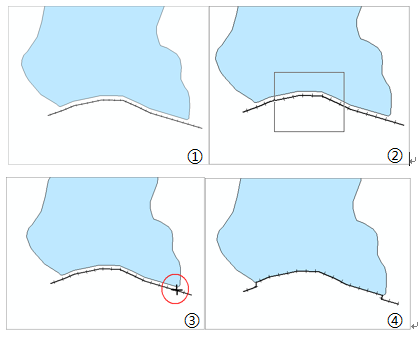 ① ②
③ ④